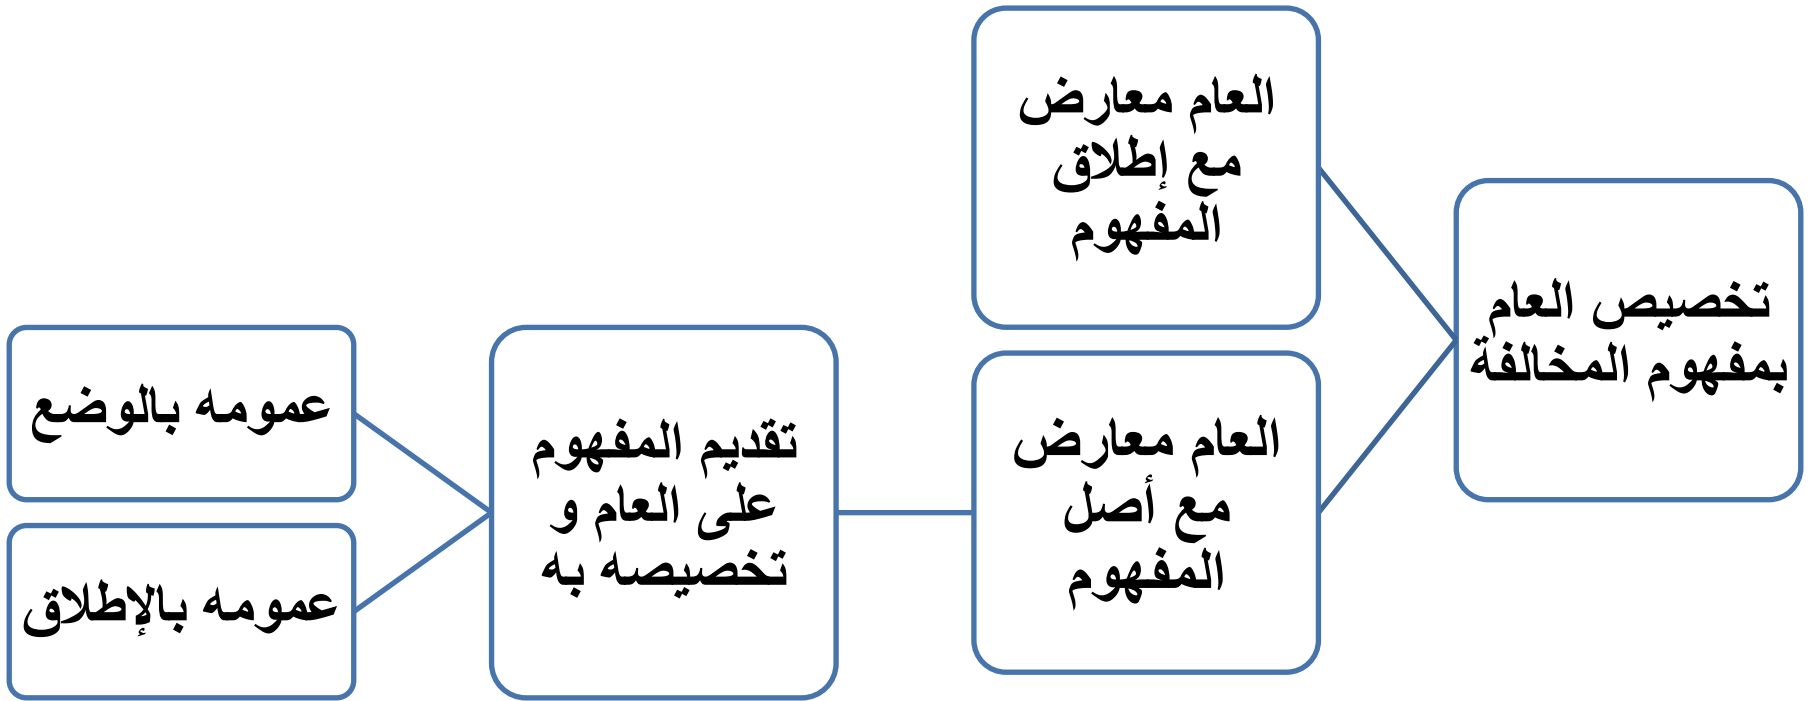 تخصيص العام
بمفهوم المخالفة
العام معارض
مع إطلاق
المفهوم
العام معارض
مع أصل
المفهوم
تقديم المفهوم
على العام و
تخصيصه به
عمومه بالوضع
عمومه بالإطلاق